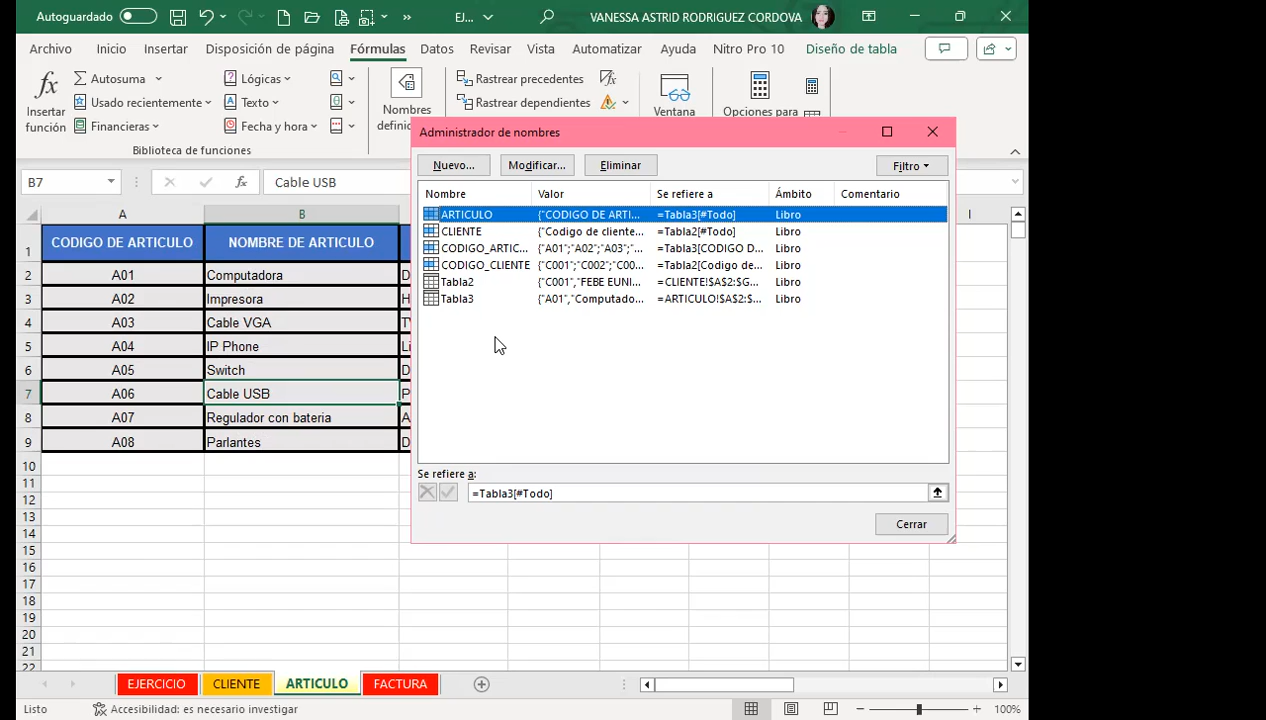 Autoguardado
EJ...
VANESSA ASTRID RODRIGUEZ CORDOVA
Archivo Inicio Insertar Disposición de página Fórmulas Datos Revisar Vista Automatizar Ayuda Nitro Pro 10 Diseño de tabla
Insertar función
Autosuma
Usado recientemente
Financieras
Lógicas
Texto
Fecha y hora
Biblioteca de funciones
Nombres
Rastrear precedentes
Rastrear dependientes
Ventana
Opciones para
B7
Cable USB
Administrador de nombres
Nuevo... Modificar... Eliminar Filtro
Nombre Valor Se refiere a Ámbito Comentario
ARTICULO {"CODIGO DE ARTI... =Tabla3[#Todo] Libro
CLIENTE {"Codigo de cliente... =Tabla2[#Todo] Libro
CODIGO_ARTIC... {"A01";"A02";"A03";"... =Tabla3[CODIGO D... Libro
CODIGO_CLIENTE {"C001";"C002";"C00... =Tabla2[Codigo de... Libro
Tabla2 {"C001","FEBE EUNI... =CLIENTE!$A$2:$G... Libro
Tabla3 {"A01","Computado... =ARTICULO!$A$2:$... Libro
Se refiere a:
=Tabla3[#Todo]
Cerrar
A B I
1 CODIGO DE ARTICULO NOMBRE DE ARTICULO
2 A01 Computadora D
3 A02 Impresora H
4 A03 Cable VGA TV
5 A04 IP Phone Li
6 A05 Switch D
7 A06 Cable USB P
8 A07 Regulador con bateria A
9 A08 Parlantes D
10
11
12
13
14
15
16
17
18
19
20
21
22
EJERCICIO CLIENTE ARTICULO FACTURA
Listo
Accesibilidad: es necesario investigar
100%